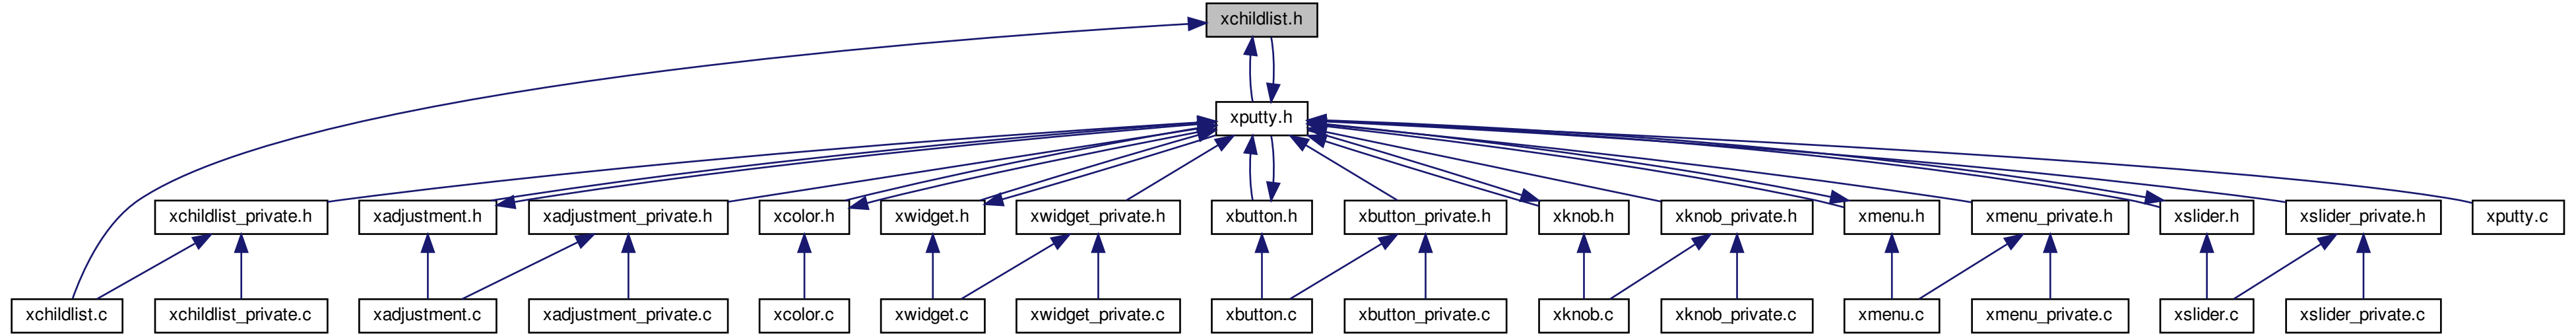 xchildlist.h
xputty.h
xchildlist_private.h
xadjustment.h
xadjustment_private.h
xcolor.h
xwidget.h
xwidget_private.h
xbutton.h
xbutton_private.h
xknob.h
xknob_private.h
xmenu.h
xmenu_private.h
xslider.h
xslider_private.h
xputty.c
xchildlist.c
xchildlist_private.c
xadjustment.c
xadjustment_private.c
xcolor.c
xwidget.c
xwidget_private.c
xbutton.c
xbutton_private.c
xknob.c
xknob_private.c
xmenu.c
xmenu_private.c
xslider.c
xslider_private.c